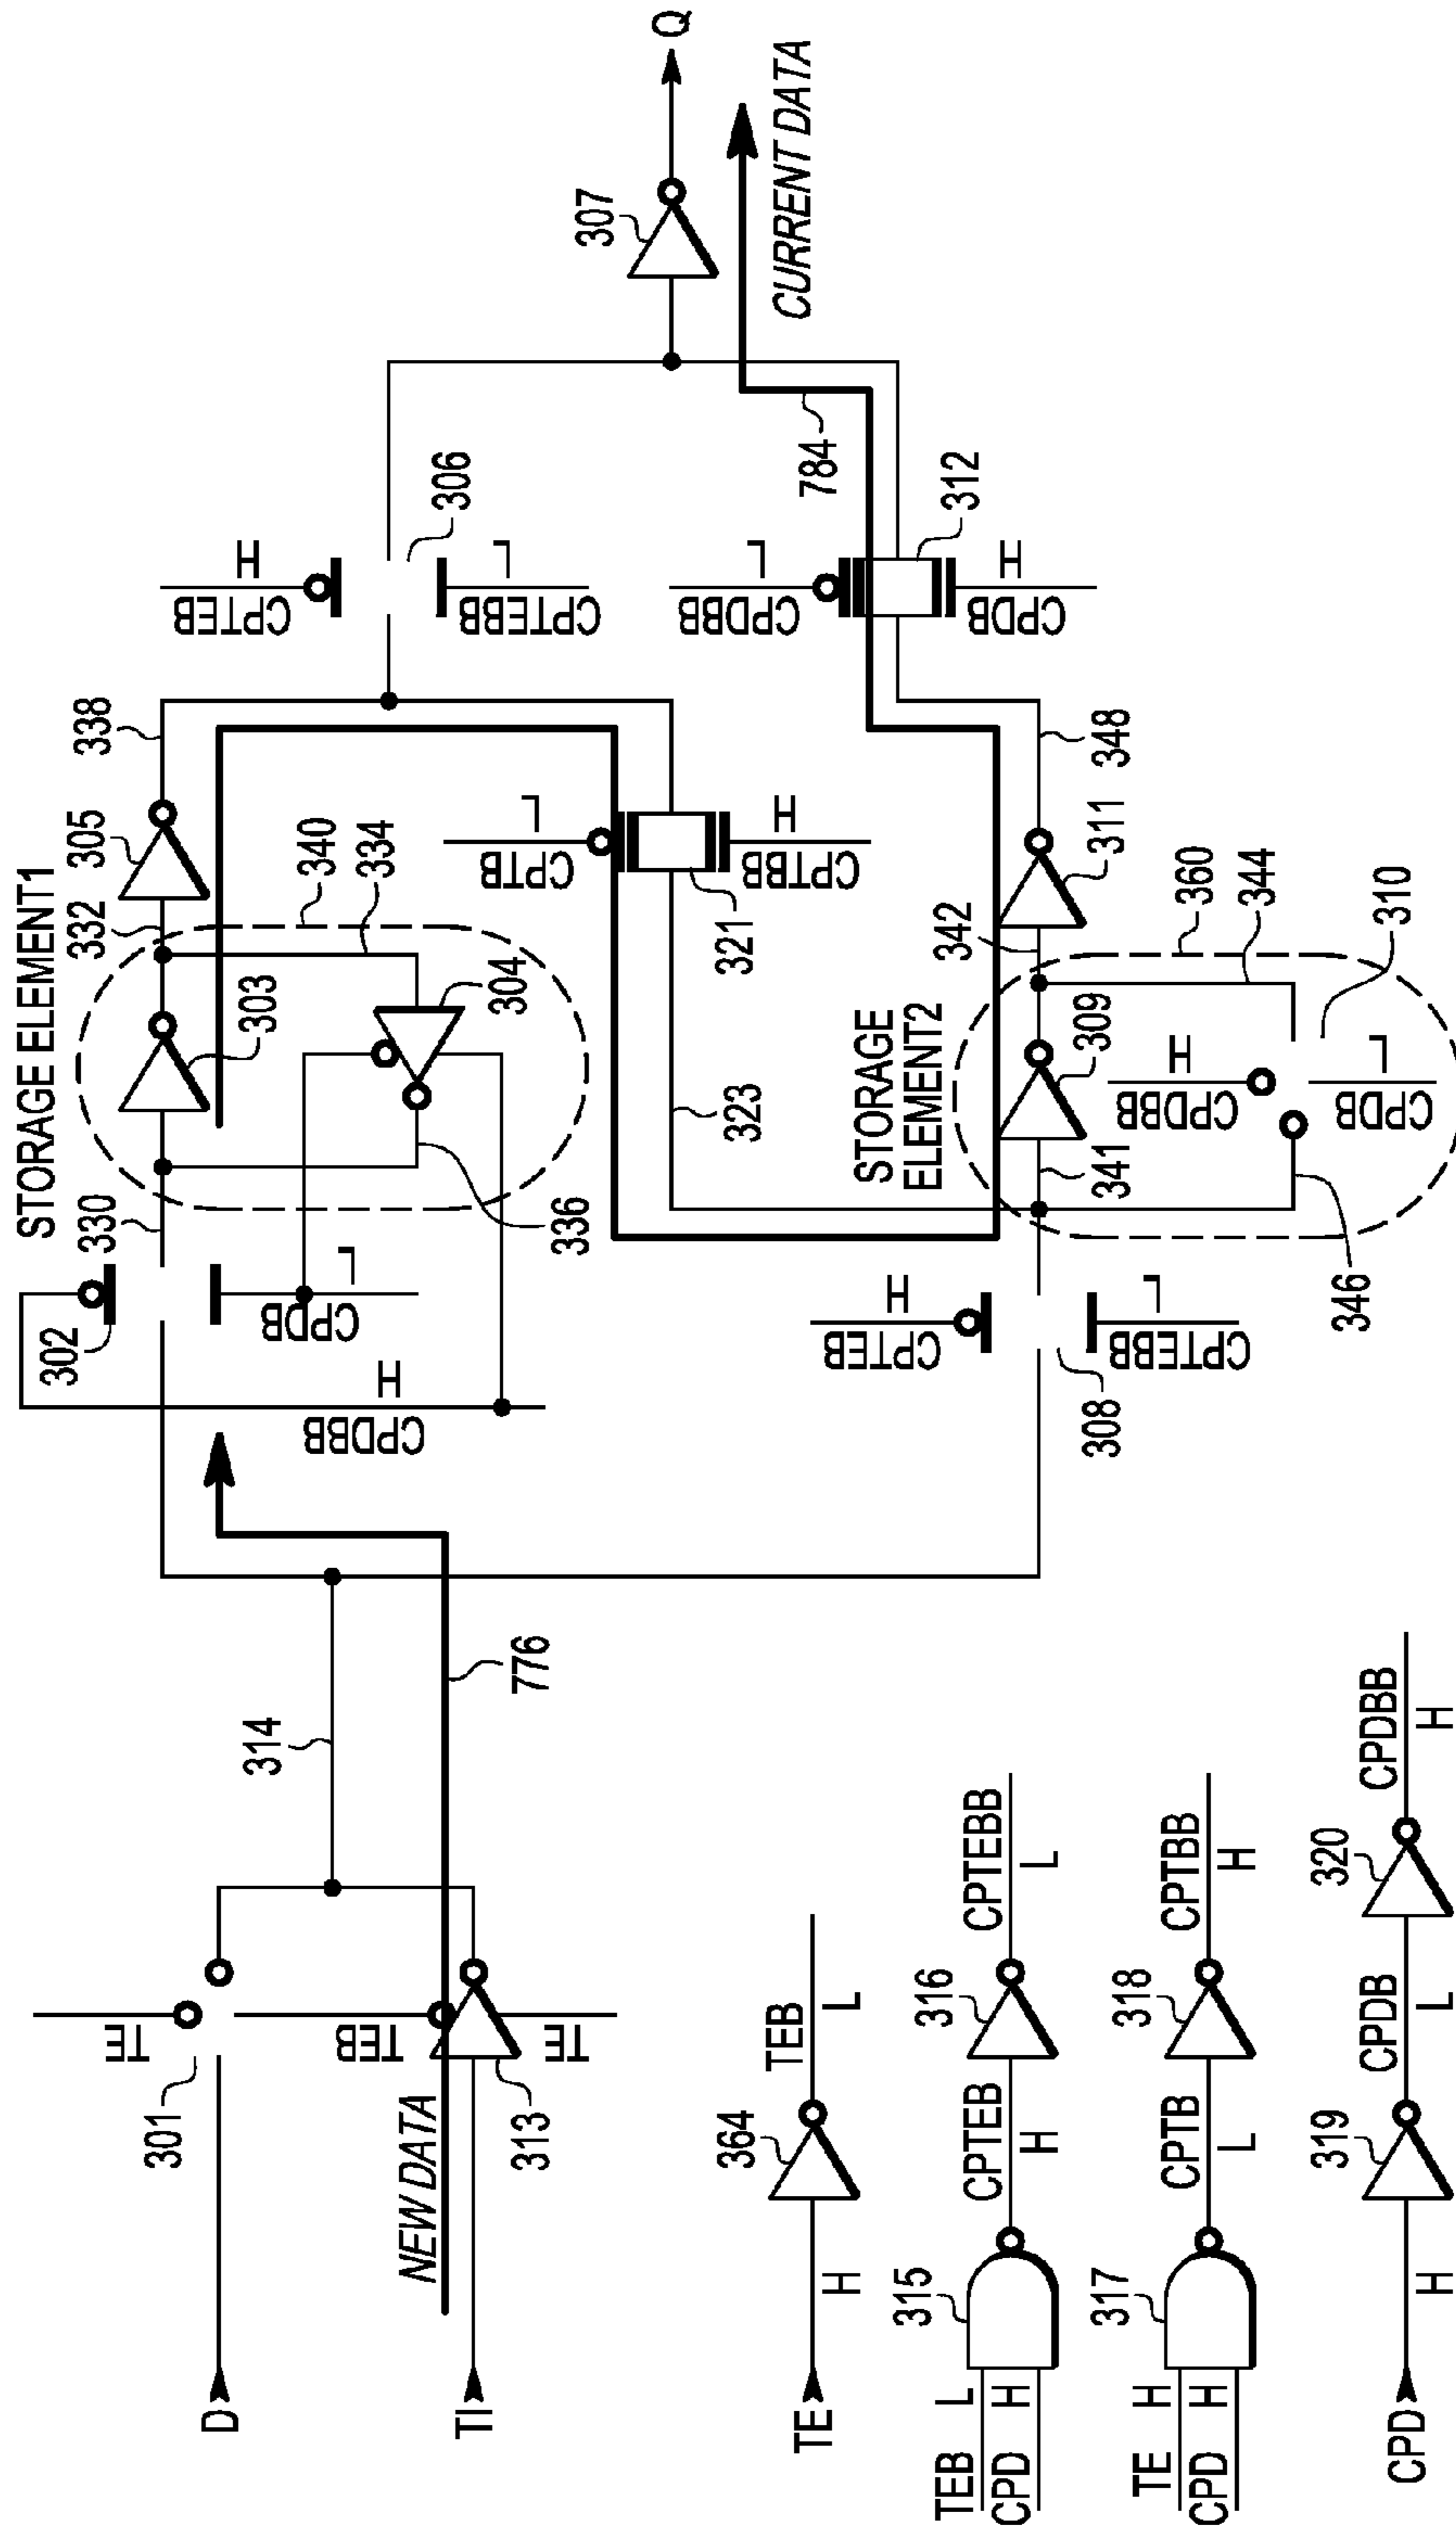 STORAGE ELEMENT1
D
301
TE
TEB
TI
NEW DATA
313
TE
314
776
302
330
CPDB
L
CPDBB
H
303
332
305
338
340
334
304
336
CPTEB
H
306
CPTEBB
L
CPTB
L
CPTBB
H
321
323
307
Q
CURRENT DATA
784
CPDBB
L
312
CPDB
H
STORAGE
ELEMENT2
CPTEB
H
308
CPTEBB
L
341
309
342
311
348
360
344
310
CPDBB
H
CPDB
L
346
TE
H
364
TEB
L
TEB
L
CPD
H
315
CPTEB
H
316
CPTEBB
L
TE
H
CPD
H
317
CPTB
L
318
CPTBB
H
CPD
H
319
CPDB
L
320
CPDBB
H